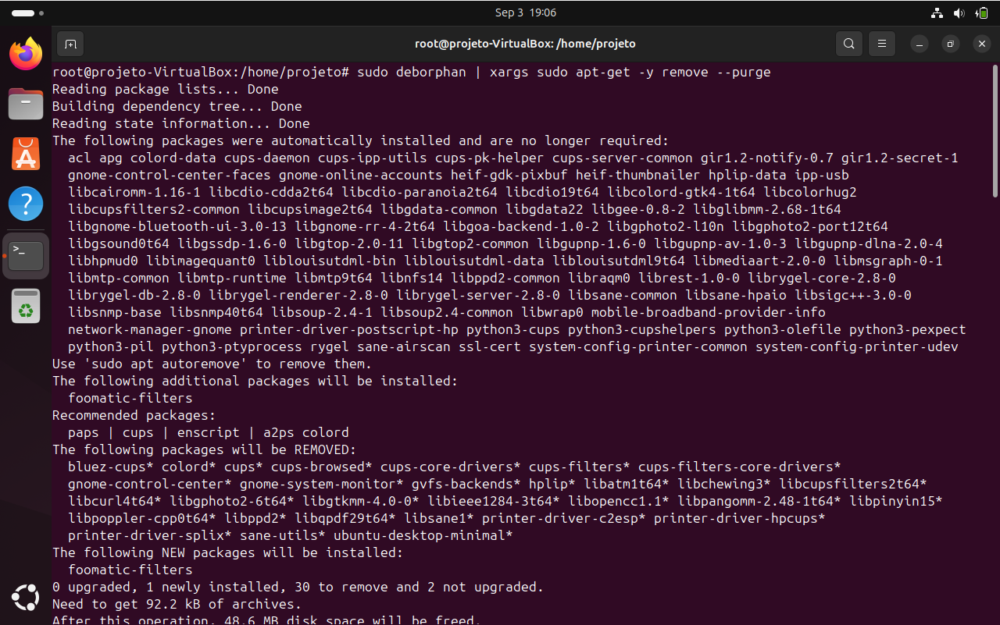 Sep 3 19:06
root@projeto-VirtualBox: /home/projeto
root@projeto-VirtualBox:/home/projeto# sudo deborphan | xargs sudo apt-get -y remove --purge
Reading package lists... Done
Building dependency tree... Done
Reading state information... Done
The following packages were automatically installed and are no longer required:
acl apg colord-data cups-daemon cups-ipp-utils cups-pk-helper cups-server-common gir1.2-notify-0.7 gir1.2-secret-1
gnome-control-center-faces gnome-online-accounts heif-gdk-pixbuf heif-thumbnailer hplip-data ipp-usb
libcairomm-1.16-1 libcdio-cdda2t64 libcdio-paranoia2t64 libcdio19t64 libcolord-gtk4-1t64 libcolorhug2
libcupsfilters2-common libcupsimage2t64 libgdata-common libgdata22 libgee-0.8-2 libglibmm-2.68-1t64
libgnome-bluetooth-ui-3.0-13 libgnome-rr-4-2t64 libgoa-backend-1.0-2 libgphoto2-l10n libgphoto2-port12t64
libgsound0t64 libgssdp-1.6-0 libgtop-2.0-11 libgtop2-common libgupnp-1.6-0 libgupnp-av-1.0-3 libgupnp-dlna-2.0-4
libhpmud0 libimagequant0 liblouisutdml-bin liblouisutdml-data liblouisutdml9t64 libmediaart-2.0-0 libmsgraph-0-1
libmtp-common libmtp-runtime libmtp9t64 libnfs14 libppd2-common libraqm0 librest-1.0-0 librygel-core-2.8-0
librygel-db-2.8-0 librygel-renderer-2.8-0 librygel-server-2.8-0 libsane-common libsane-hpaio libsigc++-3.0-0
libsnmp-base libsnmp40t64 libsoup-2.4-1 libsoup2.4-common libwrap0 mobile-broadband-provider-info
network-manager-gnome printer-driver-postscript-hp python3-cups python3-cupshelpers python3-olefile python3-pexpect
python3-pil python3-ptyprocess rygel sane-airscan ssl-cert system-config-printer-common system-config-printer-udev
Use 'sudo apt autoremove' to remove them.
The following additional packages will be installed:
foomatic-filters
Recommended packages:
paps | cups | enscript | a2ps colord
The following packages will be REMOVED:
bluez-cups* colord* cups* cups-browsed* cups-core-drivers* cups-filters* cups-filters-core-drivers*
gnome-control-center* gnome-system-monitor* gvfs-backends* hplip* libatm1t64* libchewing3* libcupsfilters2t64*
libcurl4t64* libgphoto2-6t64* libgtkmm-4.0-0* libieee1284-3t64* libopencc1.1* libpangomm-2.48-1t64* libpinyin15*
libpoppler-cpp0t64* libppd2* libqpdf29t64* libsane1* printer-driver-c2esp* printer-driver-hpcups*
printer-driver-splix* sane-utils* ubuntu-desktop-minimal*
The following NEW packages will be installed:
foomatic-filters
0 upgraded, 1 newly installed, 30 to remove and 2 not upgraded.
Need to get 92.2 kB of archives.
After this operation, 48.6 MB disk space will be freed.